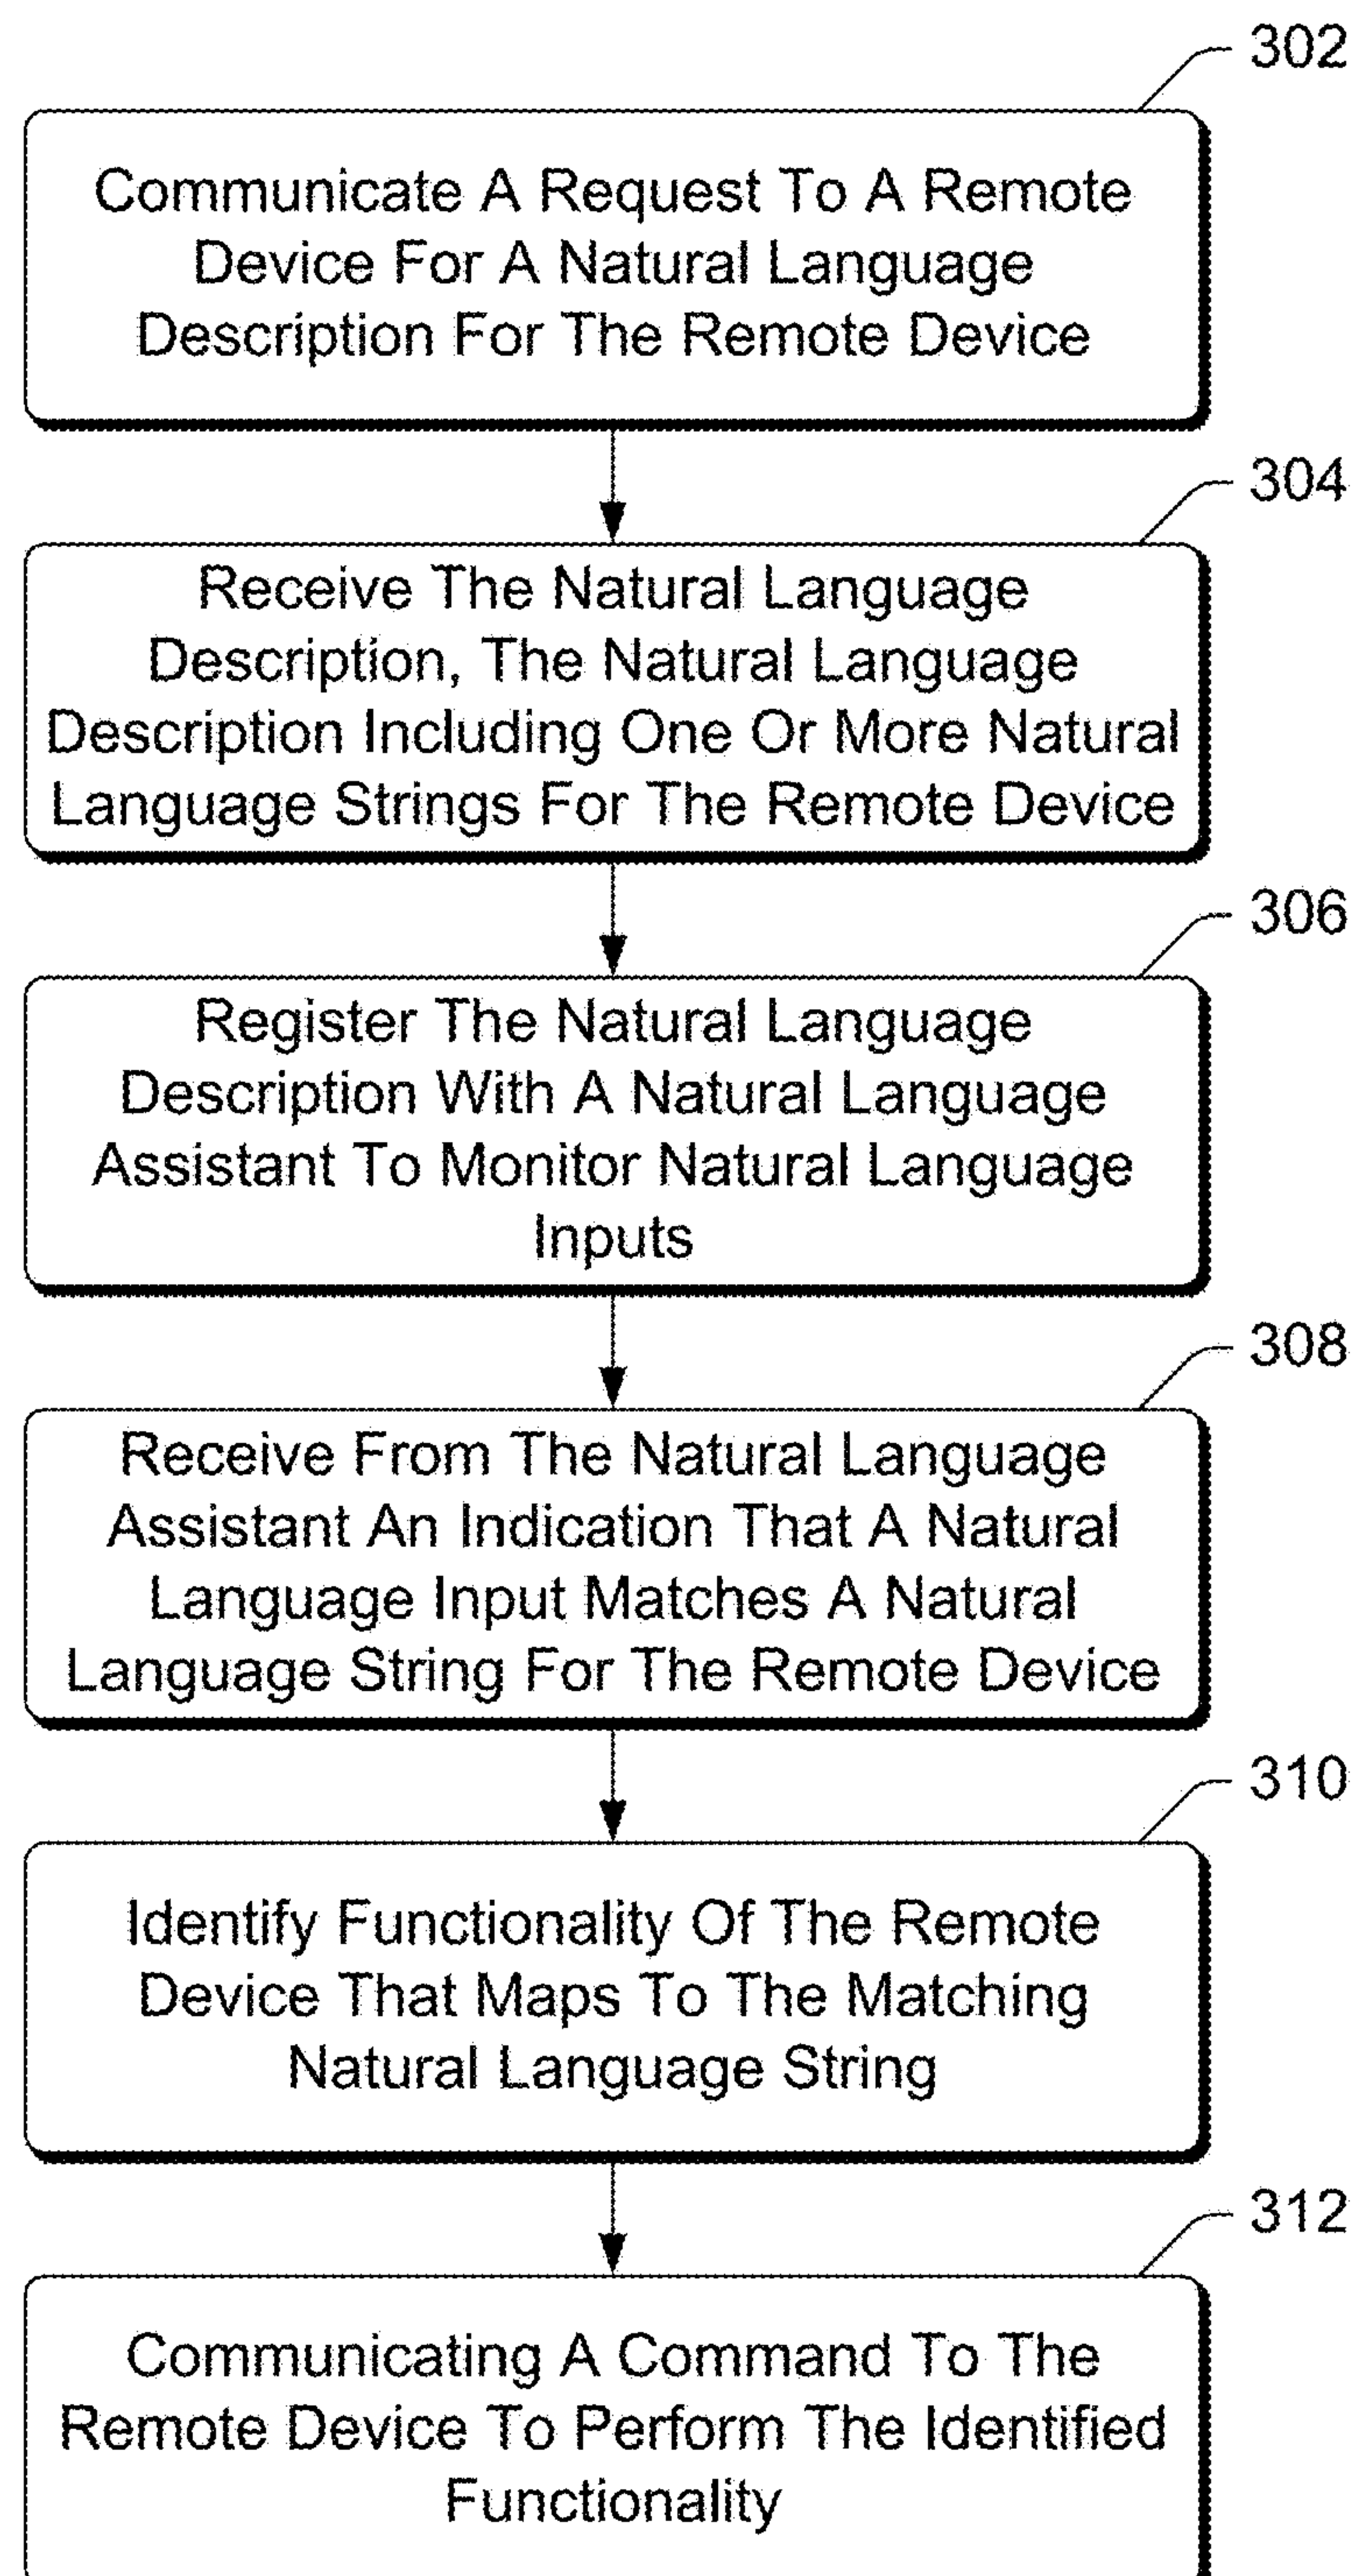 302
Communicate A Request To A Remote
Device For A Natural Language
Description For The Remote Device
304
Receive The Natural Language
Description, The Natural Language
Description Including One Or More Natural
Language Strings For The Remote Device
306
Register The Natural Language
Description With A Natural Language
Assistant To Monitor Natural Language
Inputs
308
Receive From The Natural Language
Assistant An Indication That A Natural
Language Input Matches A Natural
Language String For The Remote Device
310
Identify Functionality Of The Remote
Device That Maps To The Matching
Natural Language String
312
Communicating A Command To The
Remote Device To Perform The Identified
Functionality